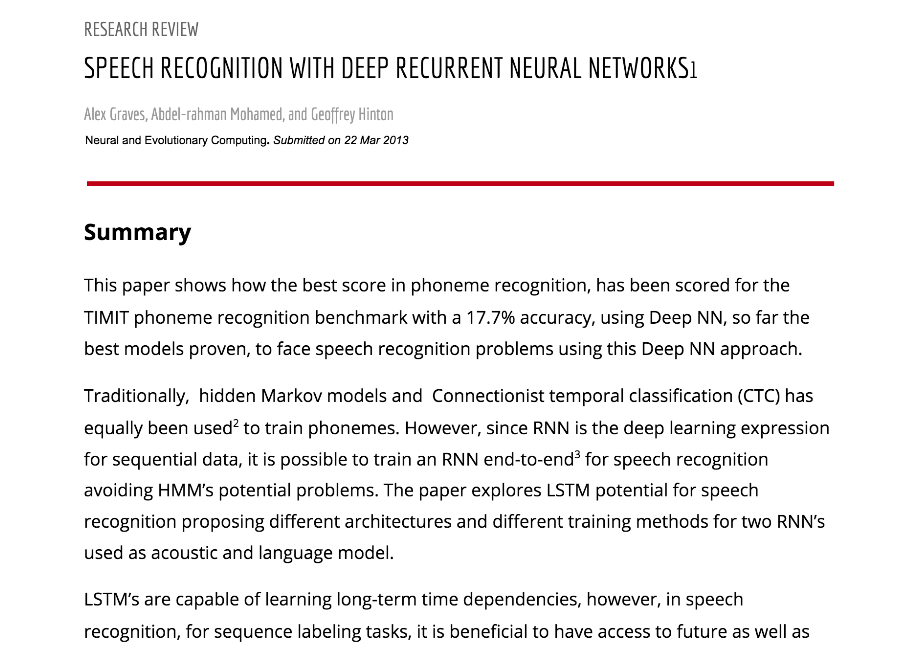 RESEARCH REVIEW
SPEECH RECOGNITION WITH DEEP RECURRENT NEURAL NETWORKS1
Alex Graves, Abdel-rahman Mohamed, and Geoffrey Hinton
Neural and Evolutionary Computing. Submitted on 22 Mar 2013
Summary
This paper shows how the best score in phoneme recognition, has been scored for the
TIMIT phoneme recognition benchmark with a 17.7% accuracy, using Deep NN, so far the
best models proven, to face speech recognition problems using this Deep NN approach.
Traditionally,  hidden Markov models and  Connectionist temporal classification (CTC) has
equally been used² to train phonemes. However, since RNN is the deep learning expression
for sequential data, it is possible to train an RNN end-to-end³ for speech recognition
avoiding HMM’s potential problems. The paper explores LSTM potential for speech
recognition proposing different architectures and different training methods for two RNN’s
used as acoustic and language model.
LSTM’s are capable of learning long-term time dependencies, however, in speech
recognition, for sequence labeling tasks, it is beneficial to have access to future as well as